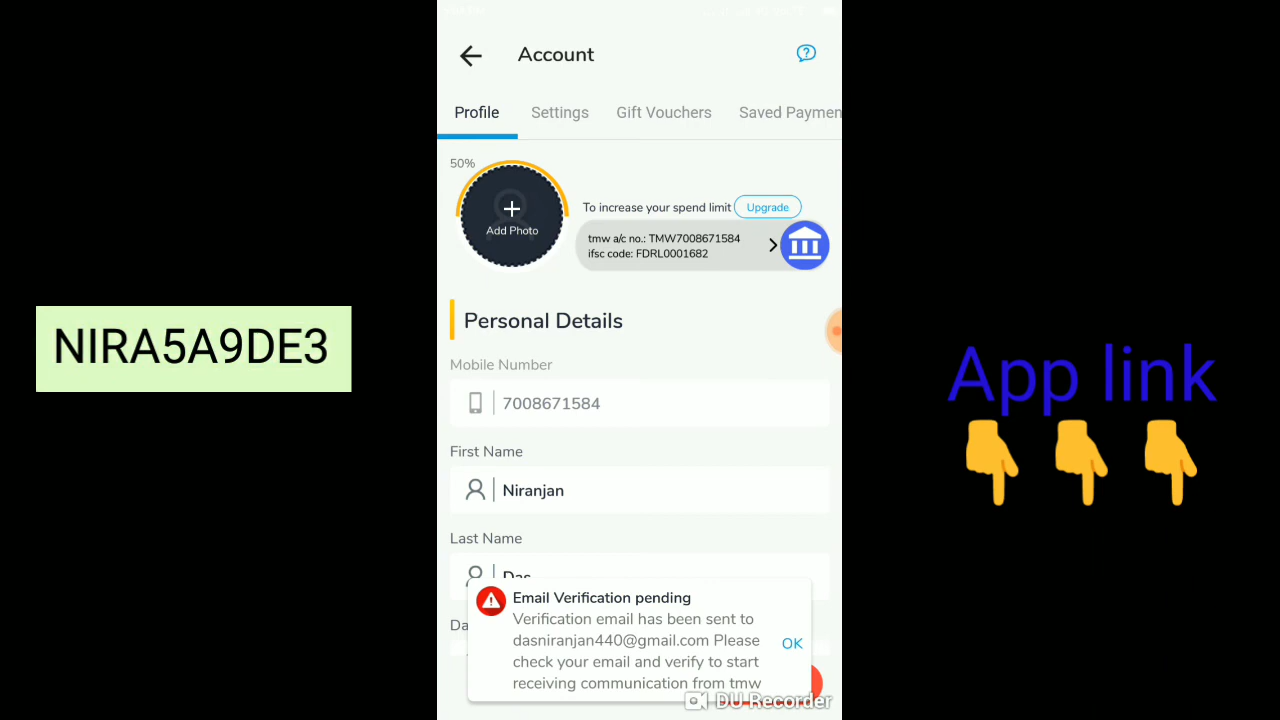 Account
Profile Settings Gift Vouchers Saved Paymen
50%
Add Photo
To increase your spend limit Upgrade
tmw a/c no.: TMW7008671584
ifsc code: FDRL0001682
Personal Details
Mobile Number
7008671584
First Name
Niranjan
Last Name
Das
Da
Email Verification pending
Verification email has been sent to
dasniranjan440@gmail.com Please
check your email and verify to start
receiving communication from tmw
OK
DU Recorder
NIRA5A9DE3
App link